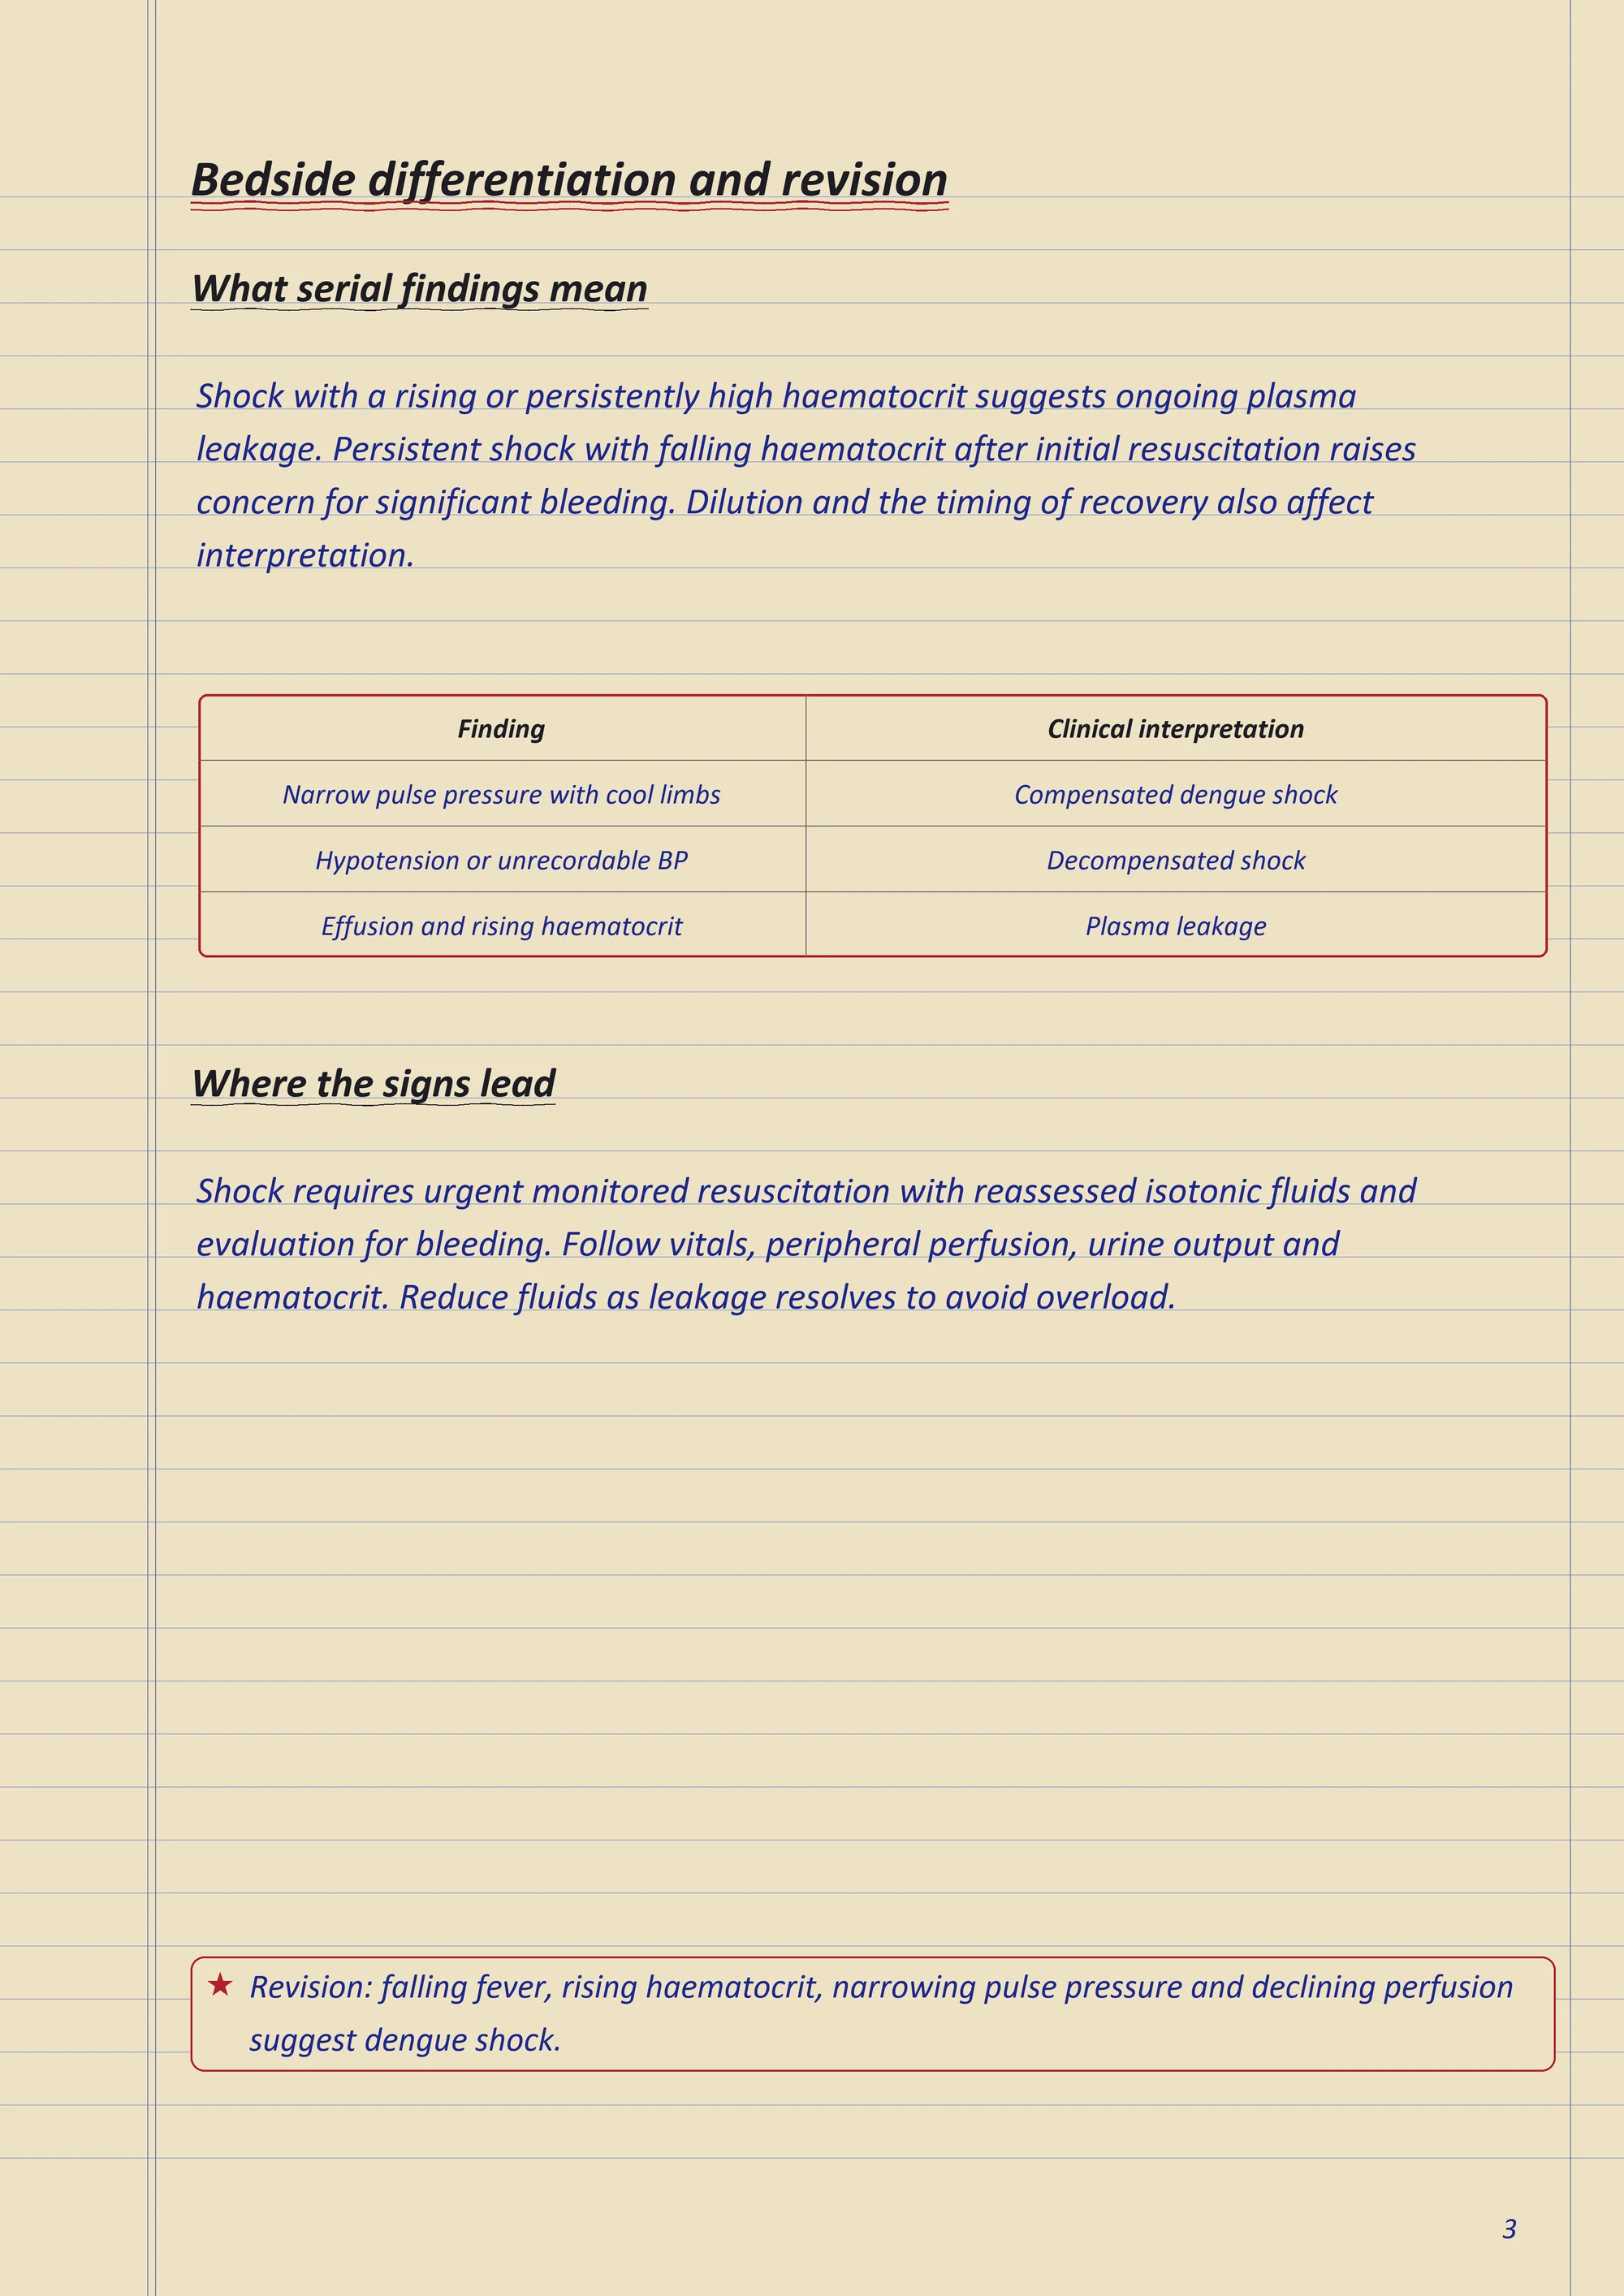 Bedside differentiation and revision
What serial findings mean
Shock with a rising or persistently high haematocrit suggests ongoing plasma
leakage. Persistent shock with falling haematocrit after initial resuscitation raises
concern for significant bleeding. Dilution and the timing of recovery also affect
interpretation.
Finding Clinical interpretation
Narrow pulse pressure with cool limbs Compensated dengue shock
Hypotension or unrecordable BP Decompensated shock
Effusion and rising haematocrit Plasma leakage
Where the signs lead
Shock requires urgent monitored resuscitation with reassessed isotonic fluids and
evaluation for bleeding. Follow vitals, peripheral perfusion, urine output and
haematocrit. Reduce fluids as leakage resolves to avoid overload.
★ Revision: falling fever, rising haematocrit, narrowing pulse pressure and declining perfusion
suggest dengue shock.
3